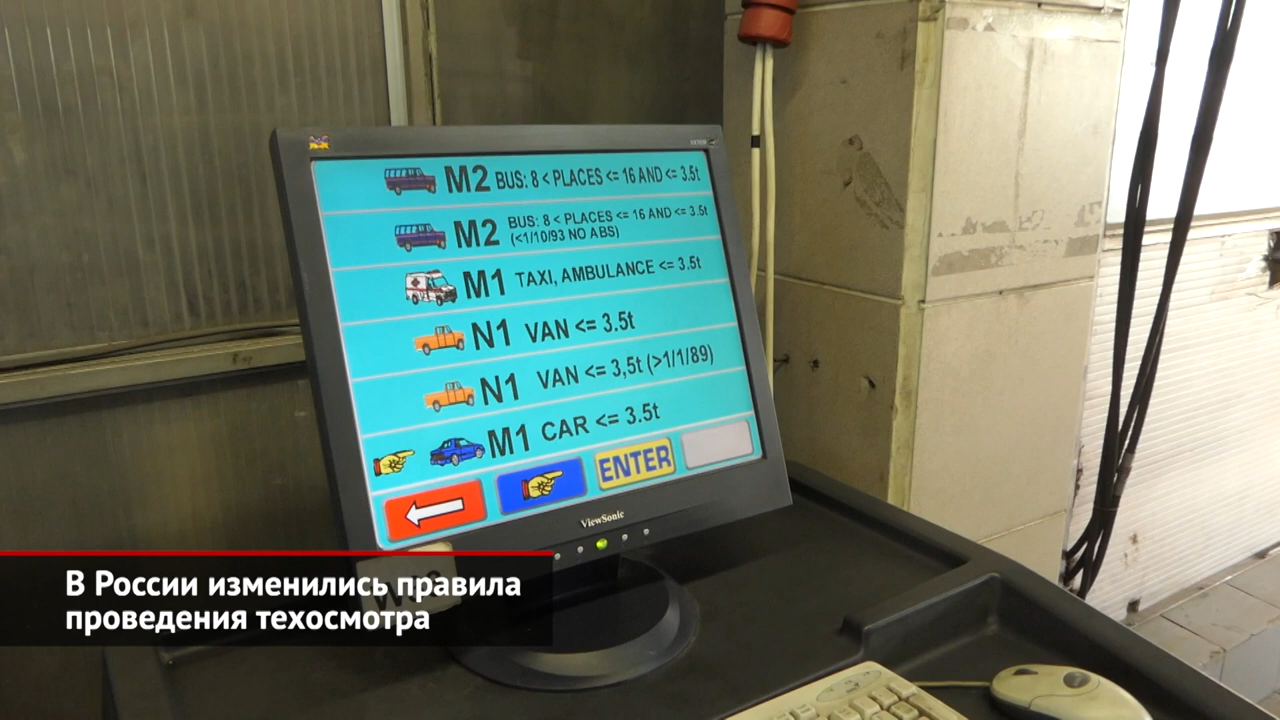 M2 BUS: 8 < PLACES <= 16 AND <= 3.5t
M2 BUS: 8 < PLACES <= 16 AND <= 3.5t
(<1/10/93 NO ABS)
M1 TAXI, AMBULANCE <= 3.5t
N1 VAN <= 3.5t
N1 VAN <= 3,5t (>1/1/89)
M1 CAR <= 3.5t
ENTER
ViewSonic
В России изменились правила
проведения техосмотра